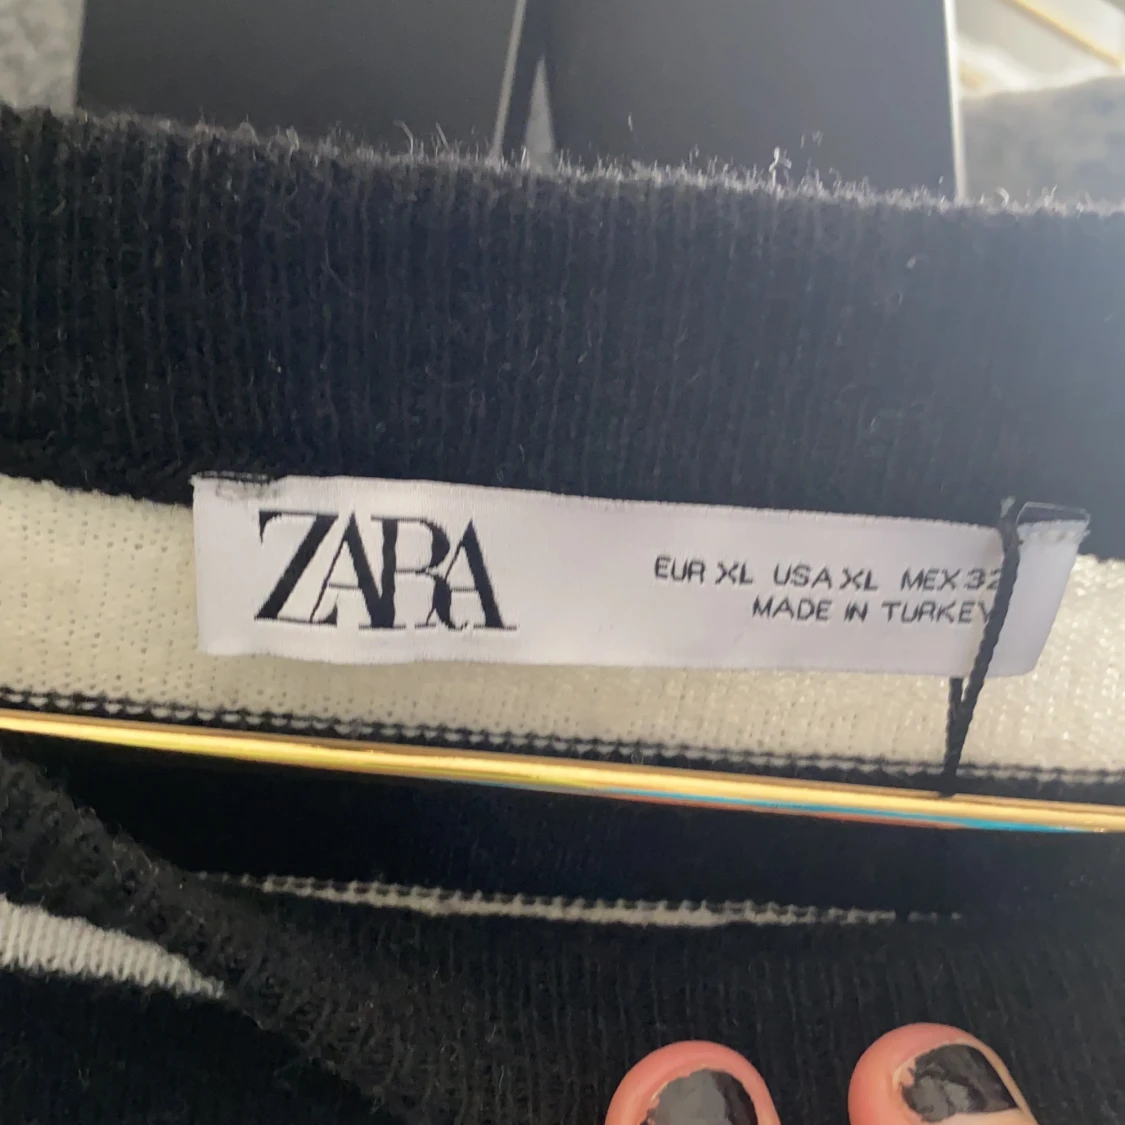 ZARA
EUR XL USA XL MEX 32
MADE IN TURKEY